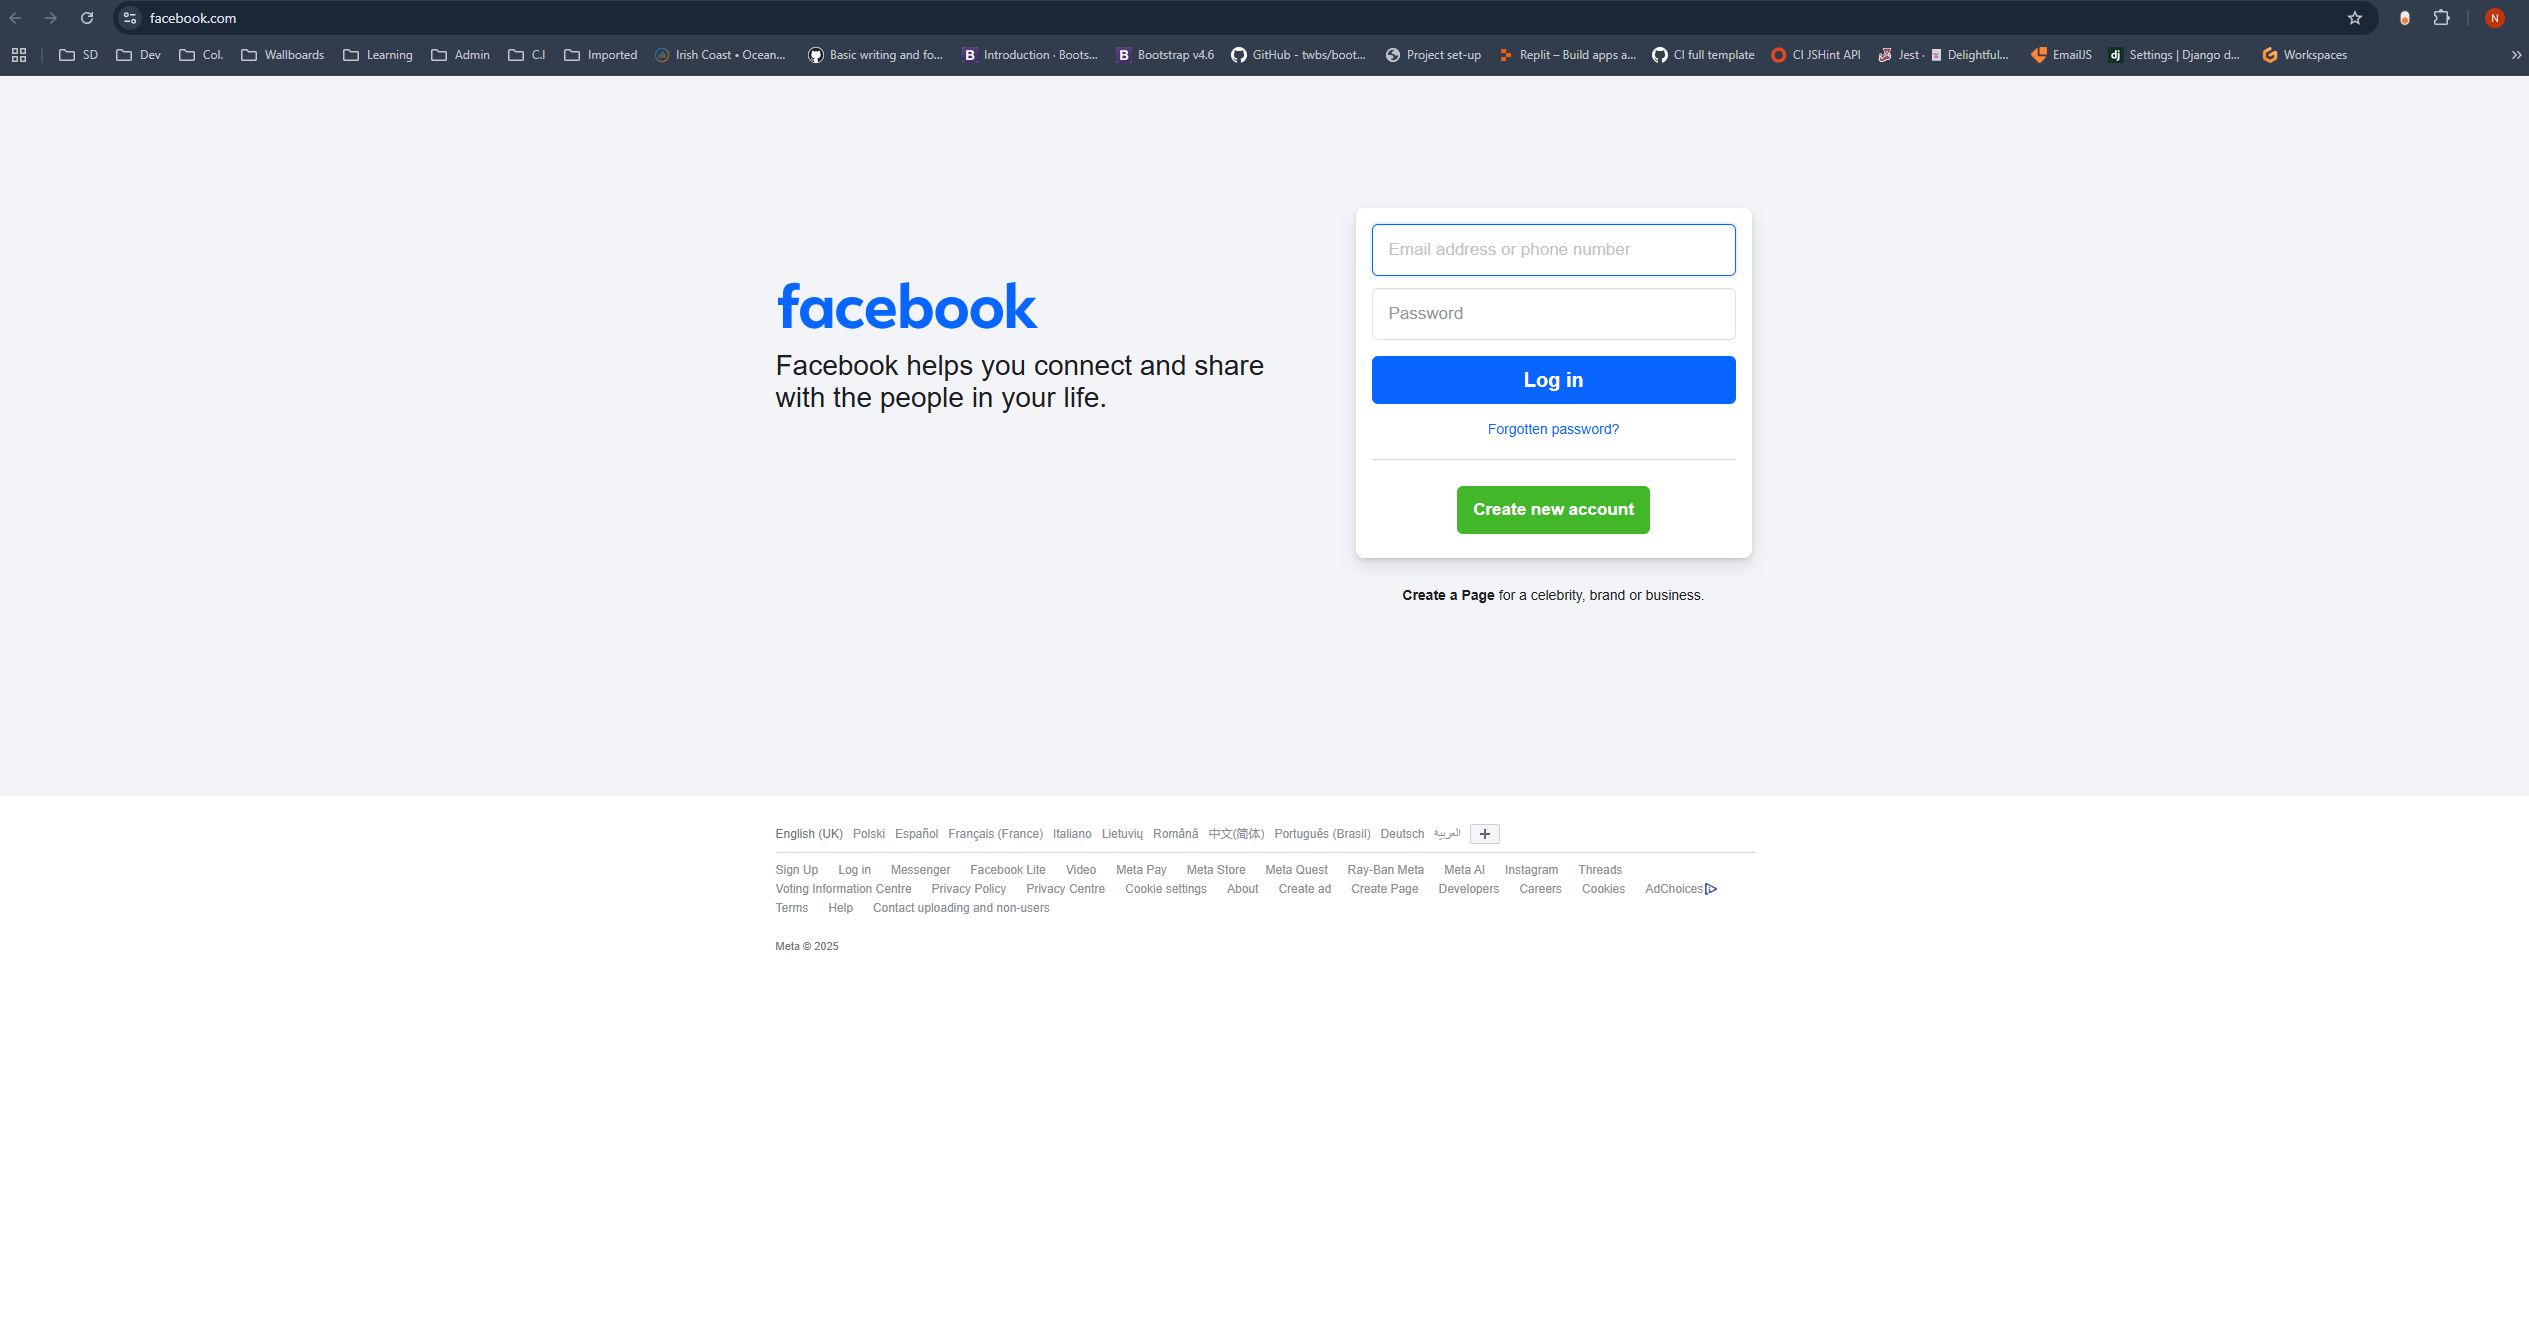 facebook.com
N
SD Dev Col. Wallboards Learning Admin C.I Imported Irish Coast • Ocean... Basic writing and fo... B Introduction · Boots... B Bootstrap v4.6 GitHub - twbs/boot... Project set-up Replit – Build apps a... CI full template CI JSHint API Jest · 🃏 Delightful... EmailJS dj Settings | Django d... Workspaces »
facebook
Facebook helps you connect and share
with the people in your life.
Email address or phone number
Password
Log in
Forgotten password?
Create new account
Create a Page for a celebrity, brand or business.
English (UK) Polski Español Français (France) Italiano Lietuvių Română 中文(简体) Português (Brasil) Deutsch العربية
Sign Up Log in Messenger Facebook Lite Video Meta Pay Meta Store Meta Quest Ray-Ban Meta Meta AI Instagram Threads
Voting Information Centre Privacy Policy Privacy Centre Cookie settings About Create ad Create Page Developers Careers Cookies AdChoices
Terms Help Contact uploading and non-users
Meta © 2025